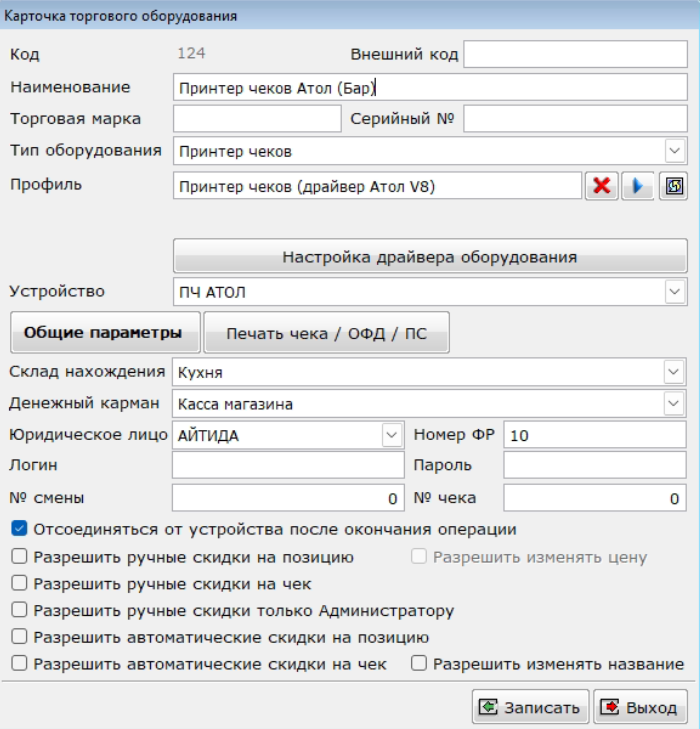 Карточка торгового оборудования
Код 124 Внешний код
Наименование Принтер чеков Атол (Бар)
Торговая марка Серийный №
Тип оборудования Принтер чеков
Профиль Принтер чеков (драйвер Атол V8)
Настройка драйвера оборудования
Устройство ПЧ АТОЛ
Общие параметры Печать чека / ОФД / ПС
Склад нахождения Кухня
Денежный карман Касса магазина
Юридическое лицо АЙТИДА Номер ФР 10
Логин Пароль
№ смены 0 № чека 0
Отсоединяться от устройства после окончания операции
Разрешить ручные скидки на позицию Разрешить изменять цену
Разрешить ручные скидки на чек
Разрешить ручные скидки только Администратору
Разрешить автоматические скидки на позицию
Разрешить автоматические скидки на чек Разрешить изменять название
Записать Выход